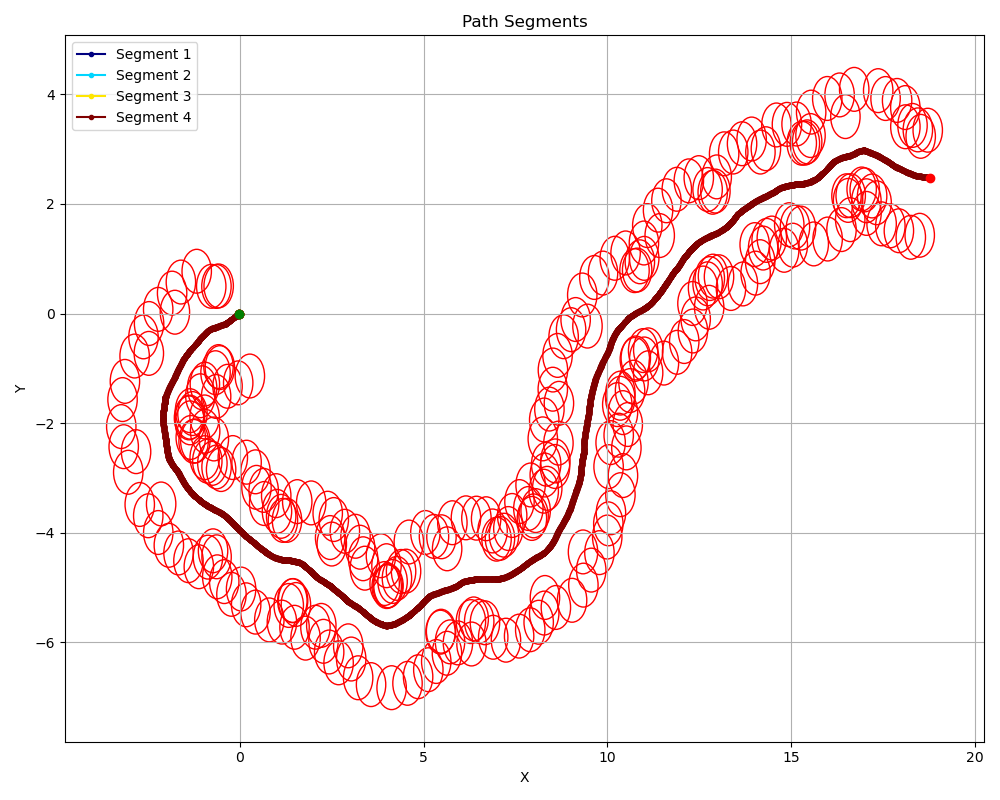 Path Segments
Segment 1
Segment 2
Segment 3
Segment 4
4
2
0
−2
−4
−6
Y
0 5 10 15 20
X